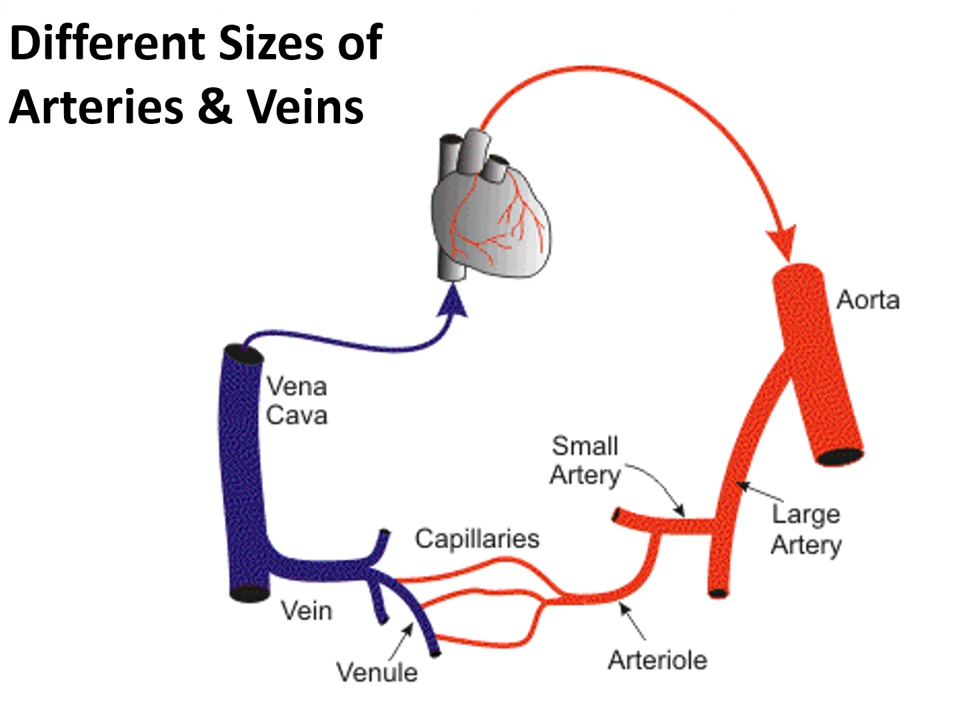 Different Sizes of
Arteries & Veins
Aorta
Vena
Cava
Small
Artery
Large
Artery
Capillaries
Vein
Venule
Arteriole